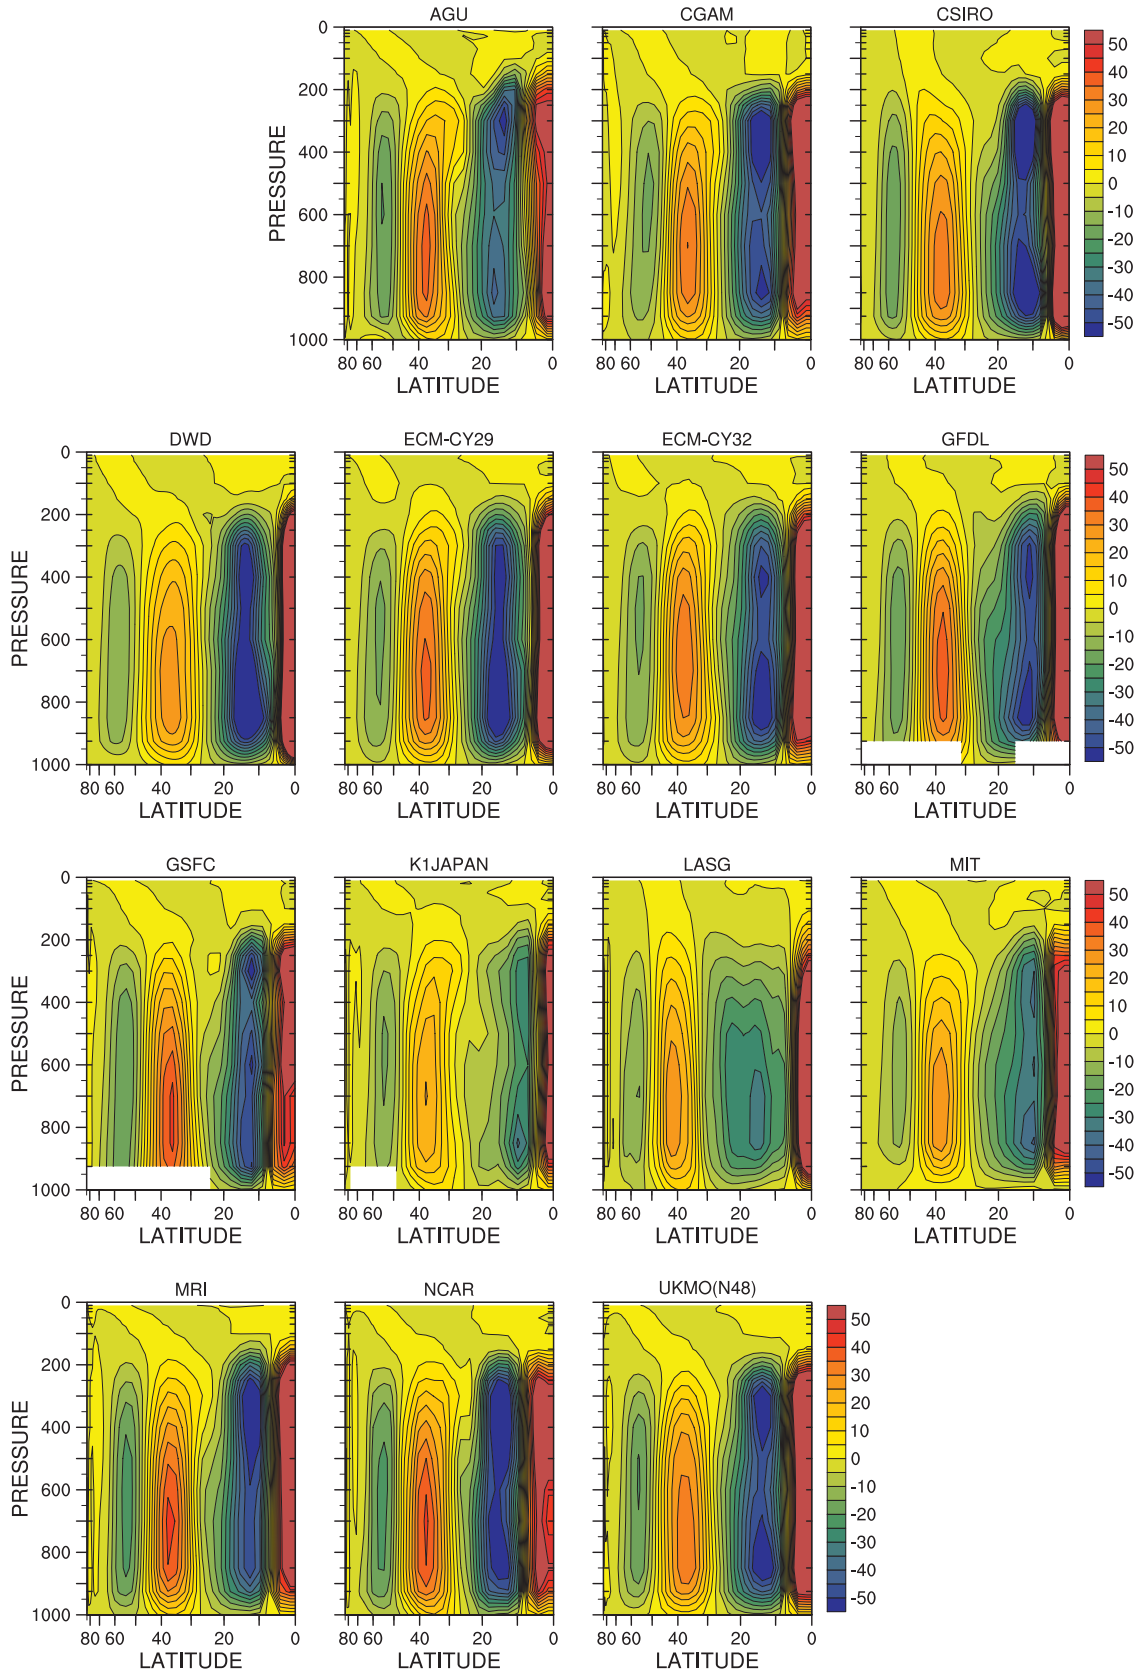 AGU CGAM CSIRO
0
200
400
600
800
1000
PRESSURE
80 60 40 20 0
LATITUDE
80 60 40 20 0
LATITUDE
80 60 40 20 0
LATITUDE
50
40
30
20
10
0
-10
-20
-30
-40
-50
DWD ECM-CY29 ECM-CY32 GFDL
0
200
400
600
800
1000
PRESSURE
80 60 40 20 0
LATITUDE
80 60 40 20 0
LATITUDE
80 60 40 20 0
LATITUDE
80 60 40 20 0
LATITUDE
50
40
30
20
10
0
-10
-20
-30
-40
-50
GSFC K1JAPAN LASG MIT
0
200
400
600
800
1000
PRESSURE
80 60 40 20 0
LATITUDE
80 60 40 20 0
LATITUDE
80 60 40 20 0
LATITUDE
80 60 40 20 0
LATITUDE
50
40
30
20
10
0
-10
-20
-30
-40
-50
MRI NCAR UKMO(N48)
0
200
400
600
800
1000
PRESSURE
80 60 40 20 0
LATITUDE
80 60 40 20 0
LATITUDE
80 60 40 20 0
LATITUDE
50
40
30
20
10
0
-10
-20
-30
-40
-50